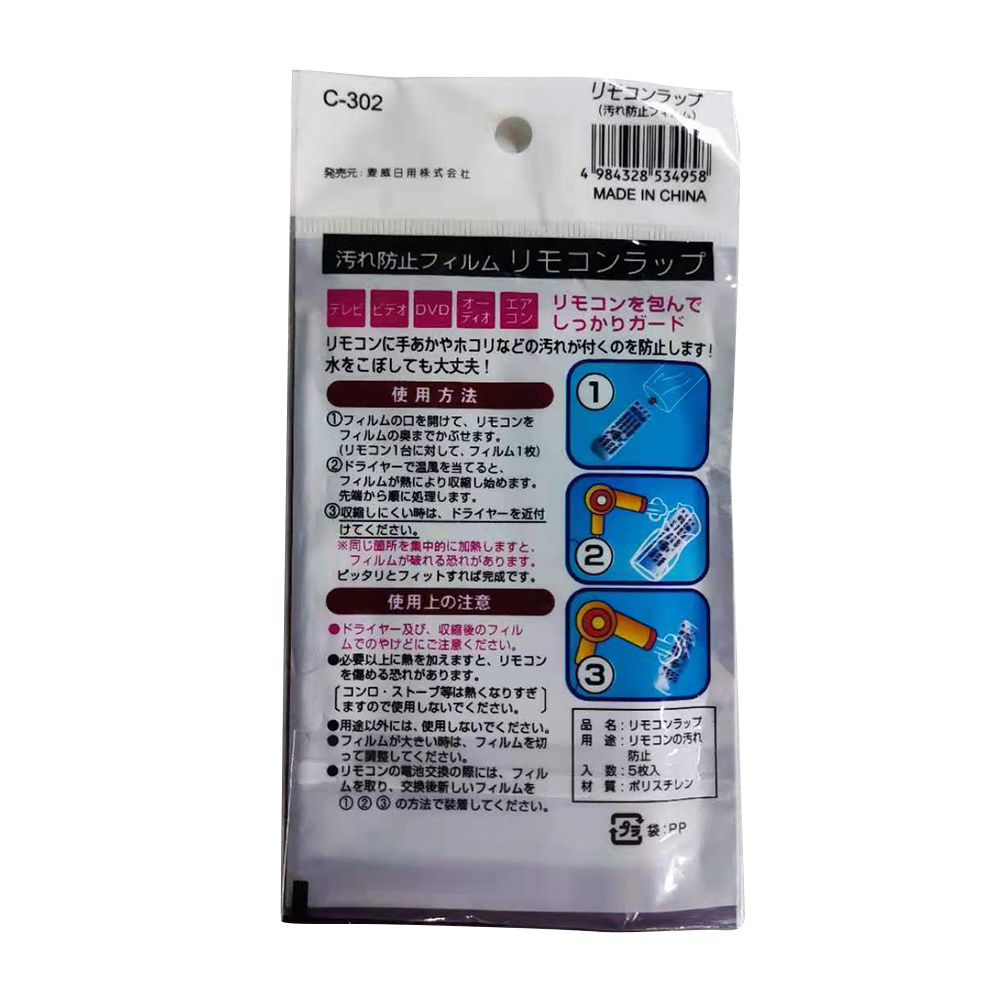 C-302
発売元：麦威日用株式会社
リモコンラップ
(汚れ防止フィルム)
4 984328 534958
MADE IN CHINA
汚れ防止フィルム リモコンラップ
テレビ
ビデオ
DVD
オーディオ
エアコン
リモコンを包んで
しっかりガード
リモコンに手あかやホコリなどの汚れが付くのを防止します!
水をこぼしても大丈夫!
使用方法
①フィルムの口を開けて、リモコンを
フィルムの奥までかぶせます。
(リモコン1台に対して、フィルム1枚)
②ドライヤーで温風を当てると、
フィルムが熱により収縮し始めます。
先端から順に処理します。
③収縮しにくい時は、ドライヤーを近付
けてください。
※同じ箇所を集中的に加熱しますと、
フィルムが破れる恐れがあります。
ピッタリとフィットすれば完成です。
1
2
3
使用上の注意
●ドライヤー及び、収縮後のフィル
ムでのやけどにご注意ください。
●必要以上に熱を加えますと、リモコン
を傷める恐れがあります。
〔コンロ・ストーブ等は熱くなりすぎ
ますので使用しないでください。〕
●用途以外には、使用しないでください。
●フィルムが大きい時は、フィルムを切
って調整してください。
●リモコンの電池交換の際には、フィル
ムを取り、交換後新しいフィルムを
① ② ③ の方法で装着してください。
品 名：リモコンラップ
用 途：リモコンの汚れ
防止
入 数：5枚入
材 質：ポリスチレン
プラ 袋：PP